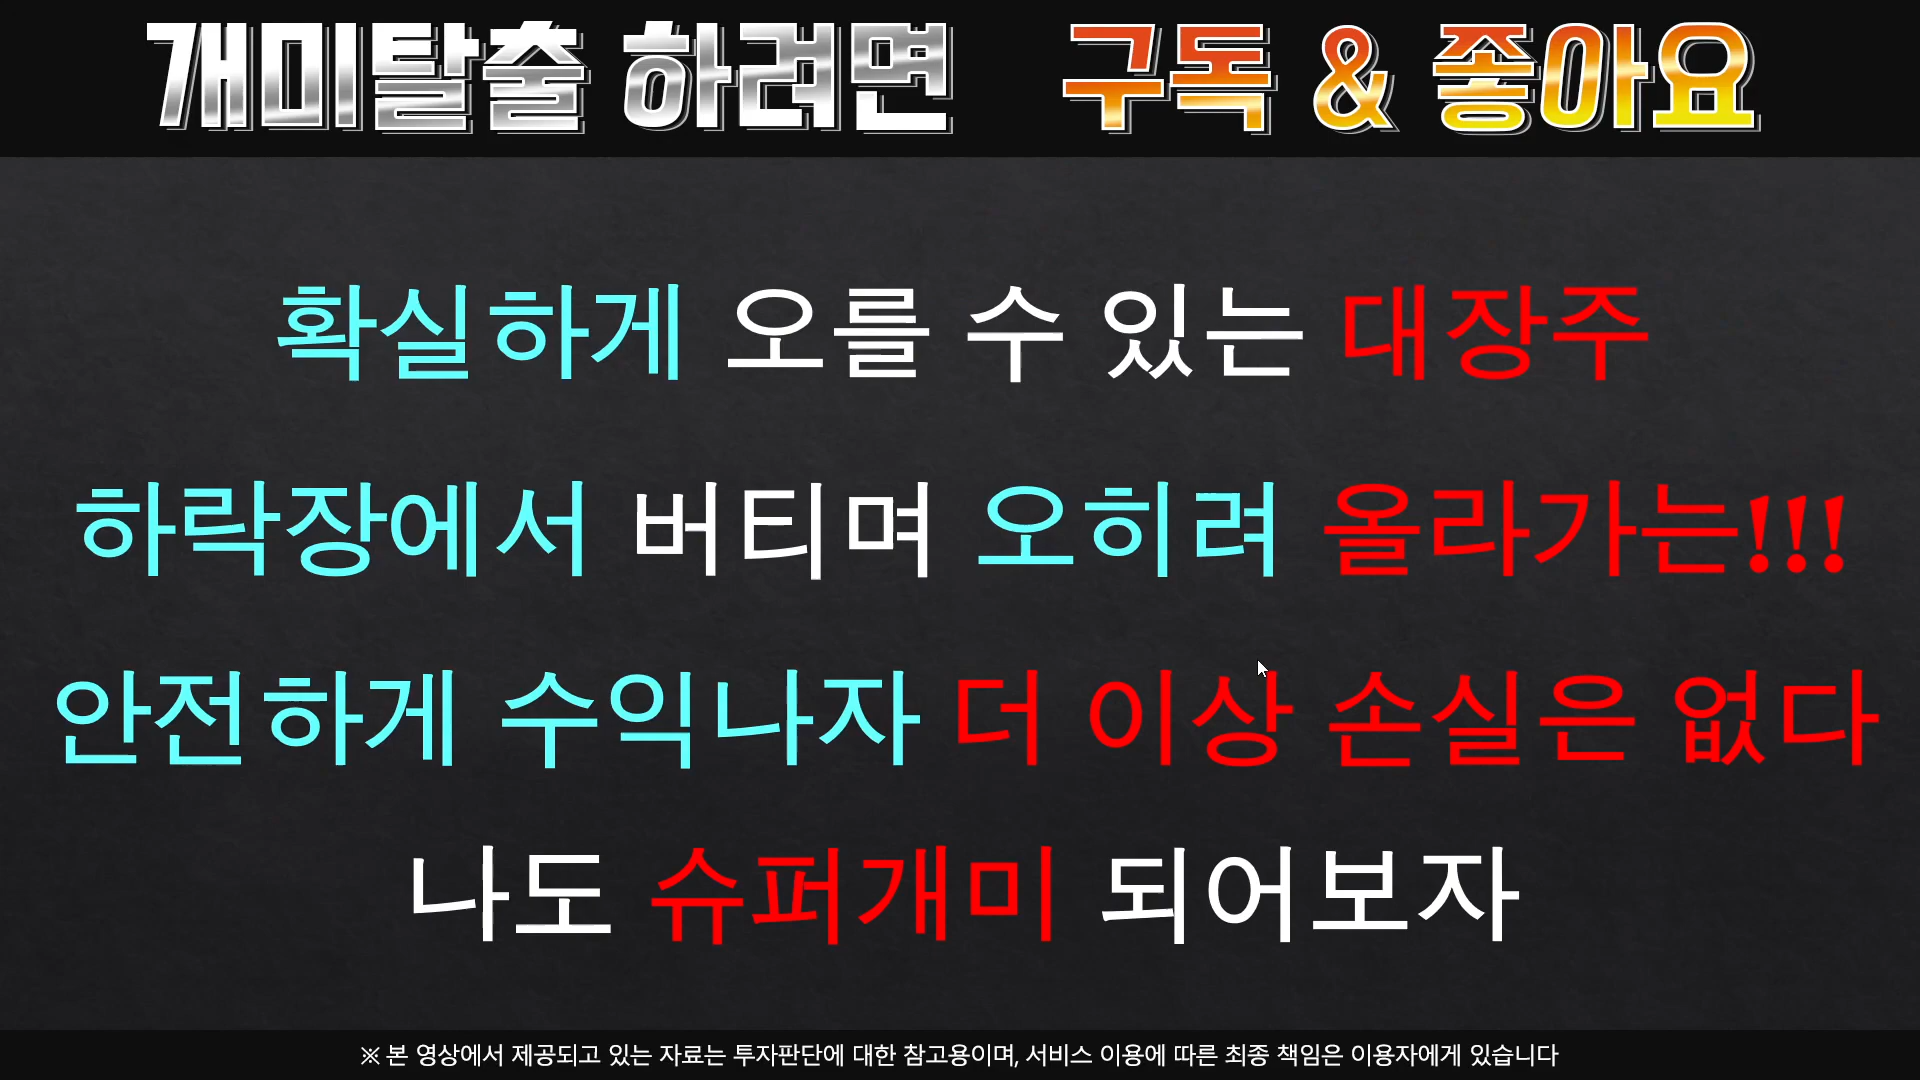 개미탈출 하려면 구독 & 좋아요
확실하게 오를 수 있는 대장주
하락장에서 버티며 오히려 올라가는!!!
안전하게 수익나자 더 이상 손실은 없다
나도 슈퍼개미 되어보자
※ 본 영상에서 제공되고 있는 자료는 투자판단에 대한 참고용이며, 서비스 이용에 따른 최종 책임은 이용자에게 있습니다